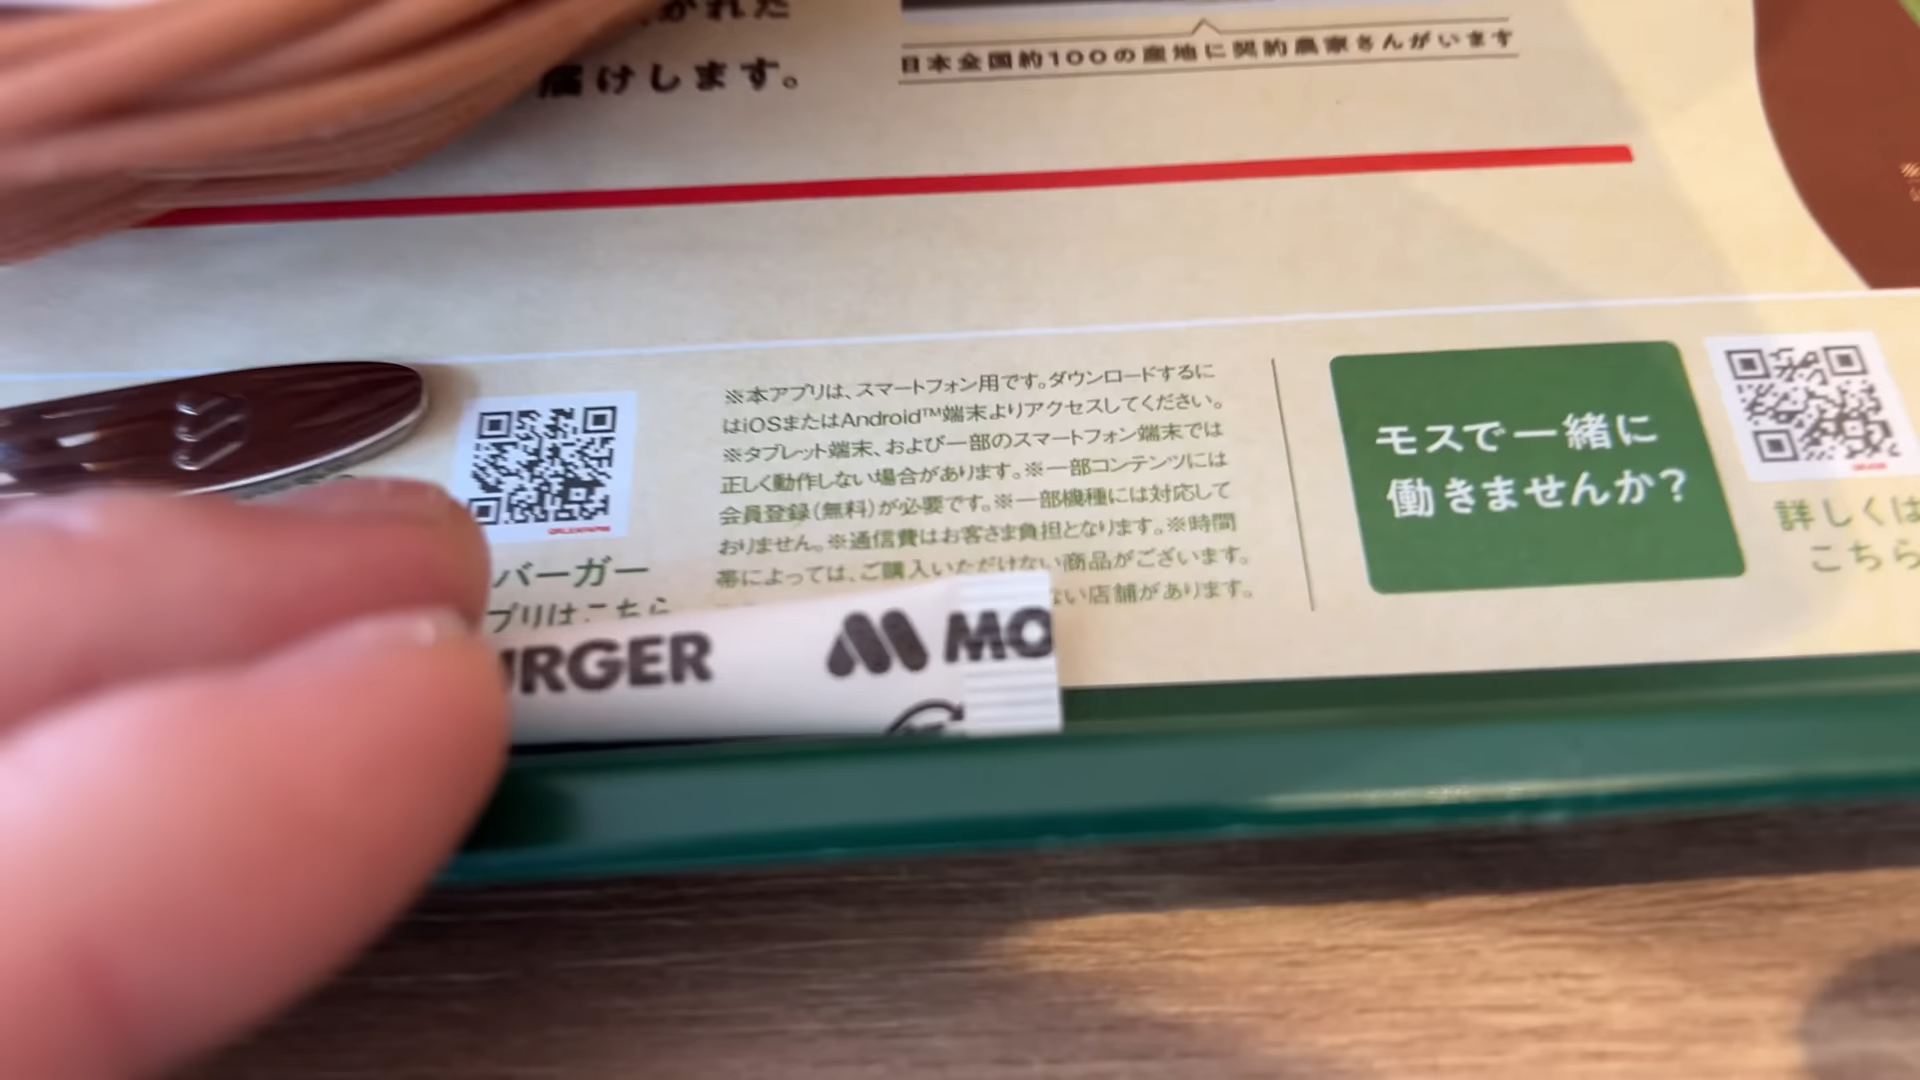 かれた
届けします。
日本全国約100の産地に契約農家さんがいます
※本アプリは、スマートフォン用です。ダウンロードするに
はiOSまたはAndroid™端末よりアクセスしてください。
※タブレット端末、および一部のスマートフォン端末では
正しく動作しない場合があります。※一部コンテンツには
会員登録(無料)が必要です。※一部機種には対応して
おりません。※通信費はお客さま負担となります。※時間
帯によっては、ご購入いただけない商品がございます。
ない店舗があります。
バーガー
プリはこちら
モスで一緒に
働きませんか?
詳しくは
こちら
URGER MO